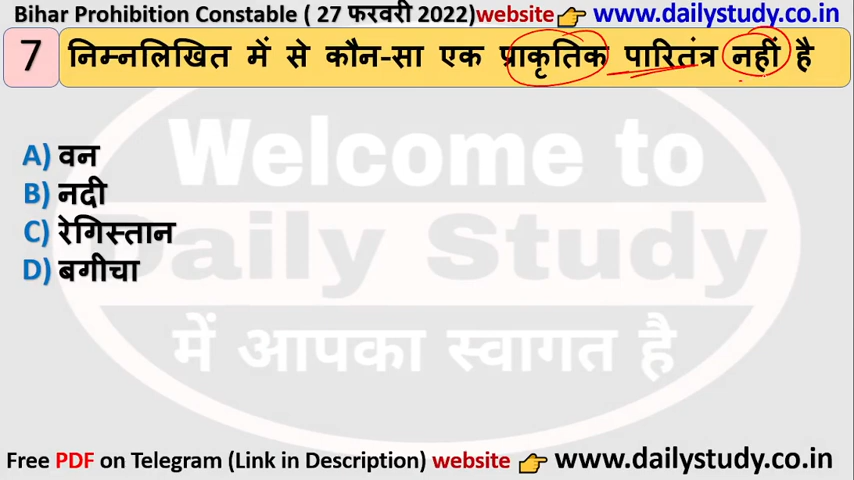 Bihar Prohibition Constable ( 27 फरवरी 2022)website 👉 www.dailystudy.co.in
7 निम्नलिखित में से कौन-सा एक प्राकृतिक पारितंत्र नहीं है
Welcome to
Daily Study
में आपका स्वागत है
A) वन
B) नदी
C) रेगिस्तान
D) बगीचा
Free PDF on Telegram (Link in Description) website 👉 www.dailystudy.co.in